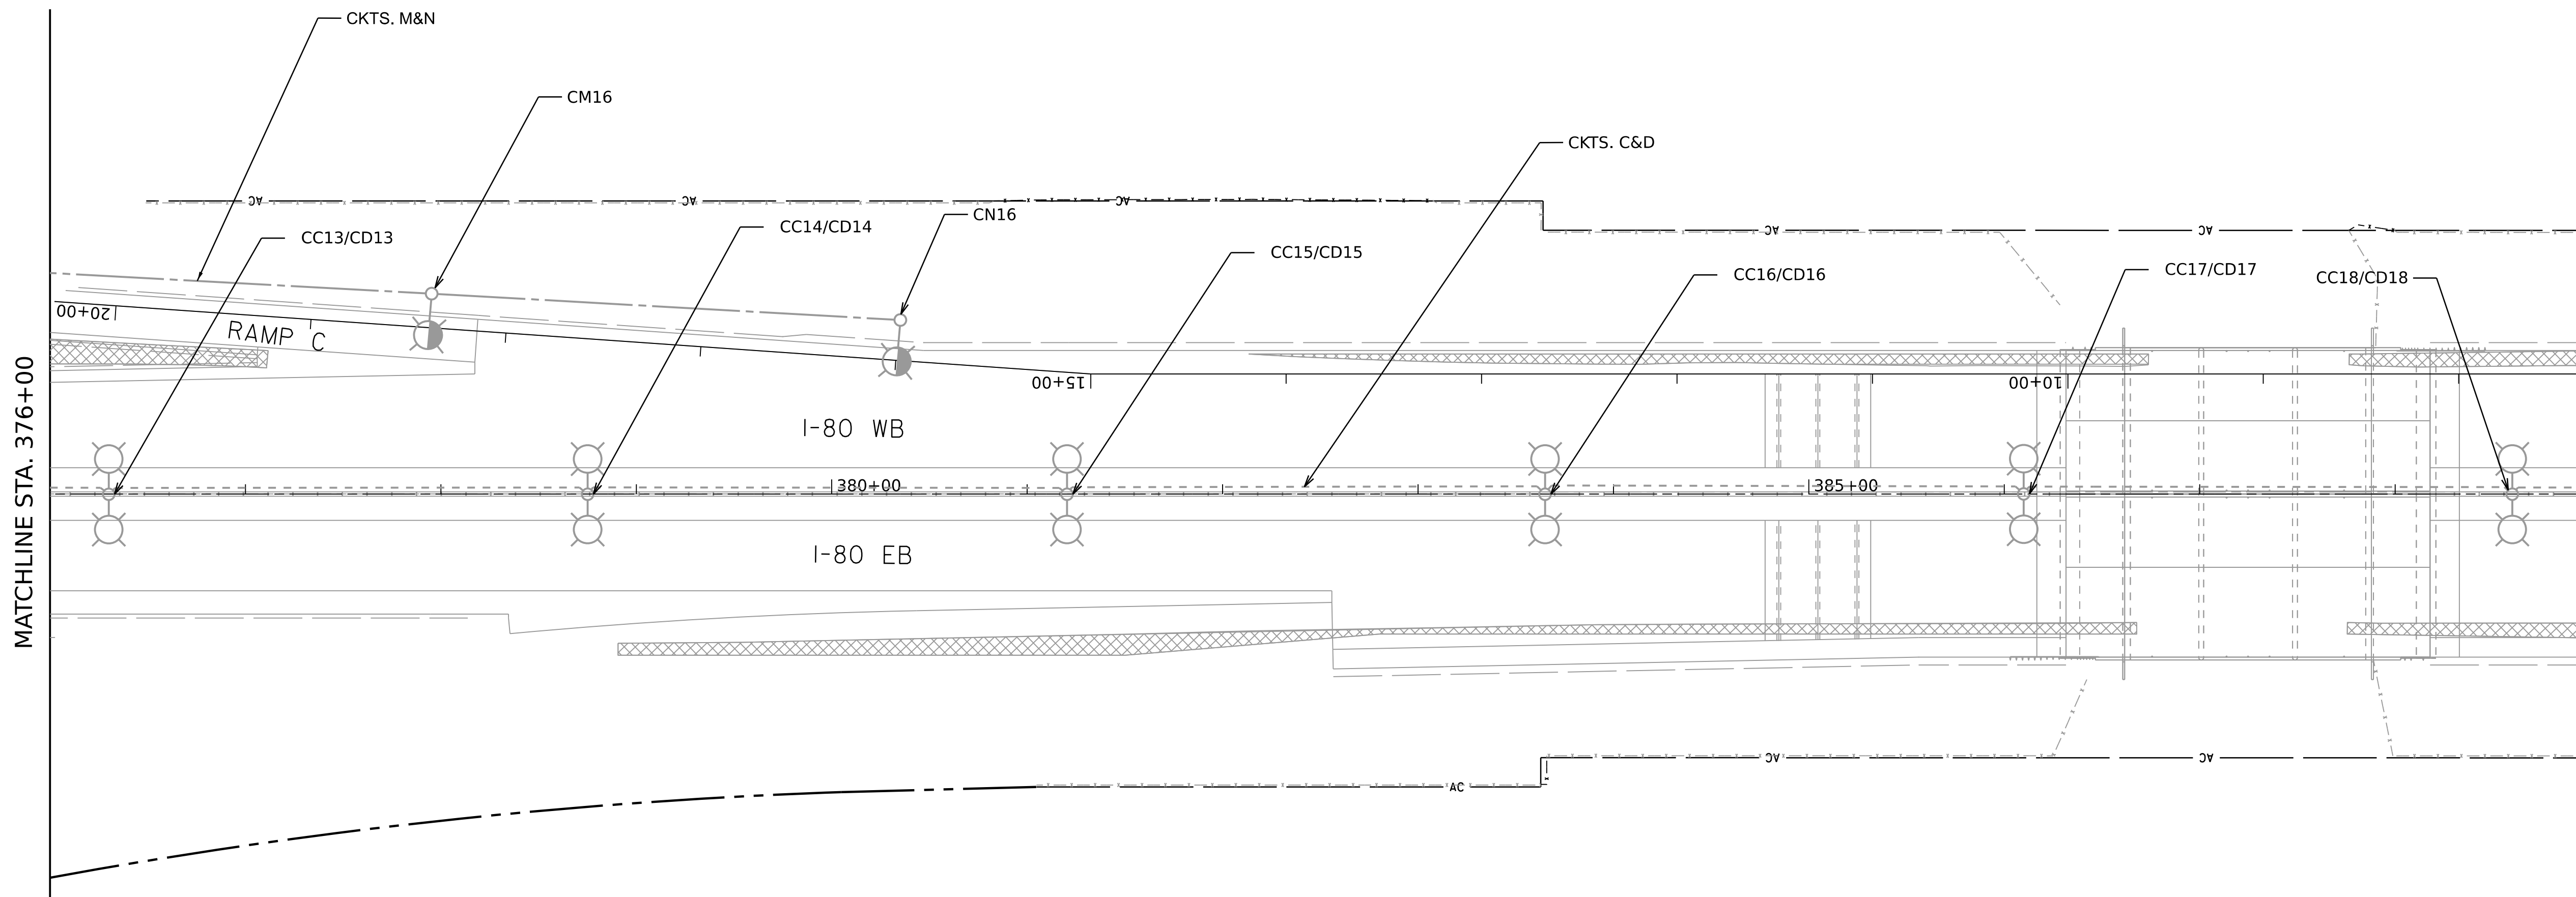 CKTS. M&N
CM16
CKTS. C&D
AC
AC
AC
CN16
CC13/CD13
CC14/CD14
CC15/CD15
CC16/CD16
CC17/CD17
CC18/CD18
AC
AC
20+00
RAMP C
15+00
10+00
MATCHLINE STA. 376+00
I-80 WB
380+00
385+00
I-80 EB
AC
AC
AC